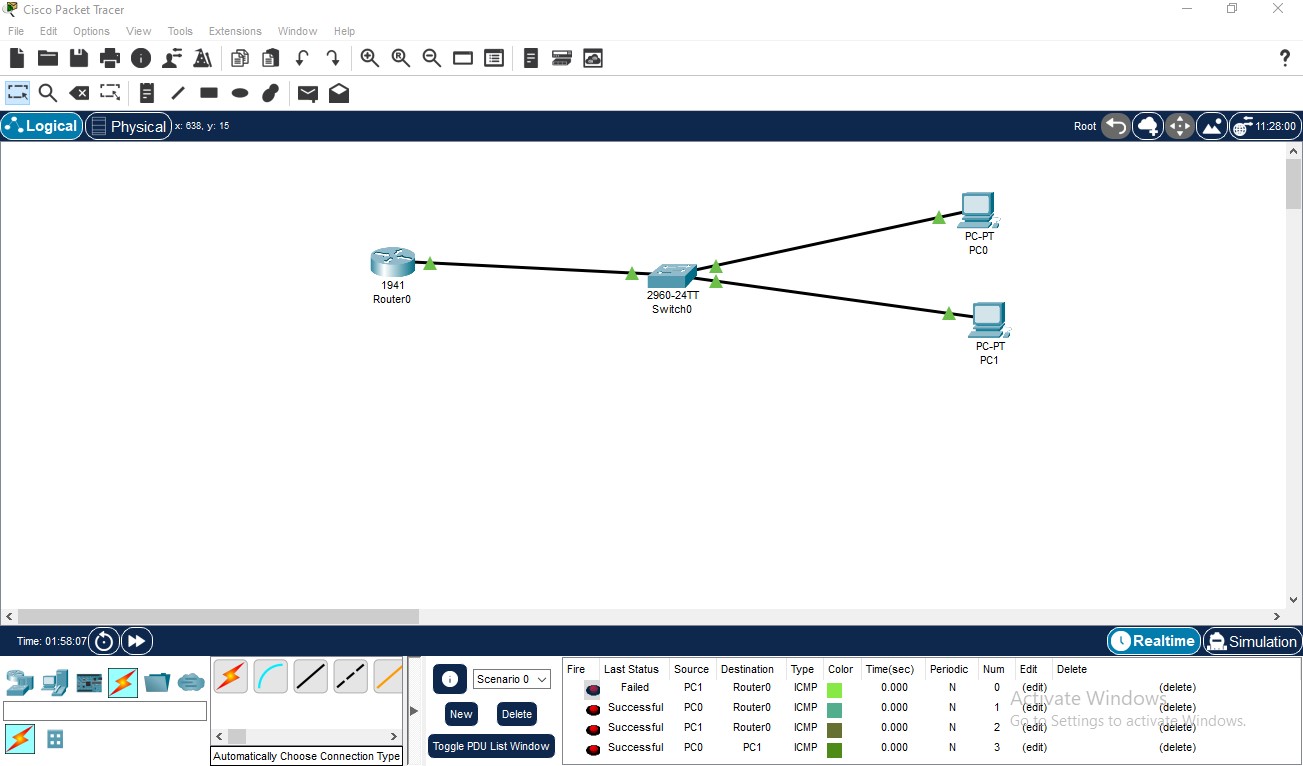 Cisco Packet Tracer
File Edit Options View Tools Extensions Window Help
?
Logical Physical x: 638, y: 15 Root 11:28:00
PC-PT
PC0
1941
Router0
2960-24TT
Switch0
PC-PT
PC1
Time: 01:58:07 Realtime Simulation
Scenario 0
New Delete
Toggle PDU List Window
Automatically Choose Connection Type
Fire Last Status Source Destination Type Color Time(sec) Periodic Num Edit Delete
Failed PC1 Router0 ICMP 0.000 N 0 (edit) (delete)
Successful PC0 Router0 ICMP 0.000 N 1 (edit) (delete)
Successful PC1 Router0 ICMP 0.000 N 2 (edit) (delete)
Successful PC0 PC1 ICMP 0.000 N 3 (edit) (delete)
Activate Windows
Go to Settings to activate Windows.